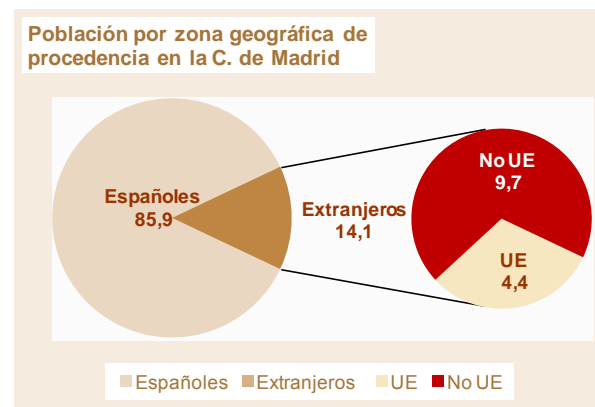 Población por zona geográfica de
procedencia en la C. de Madrid
Españoles
85,9
Extranjeros
14,1
No UE
9,7
UE
4,4
Españoles Extranjeros UE No UE